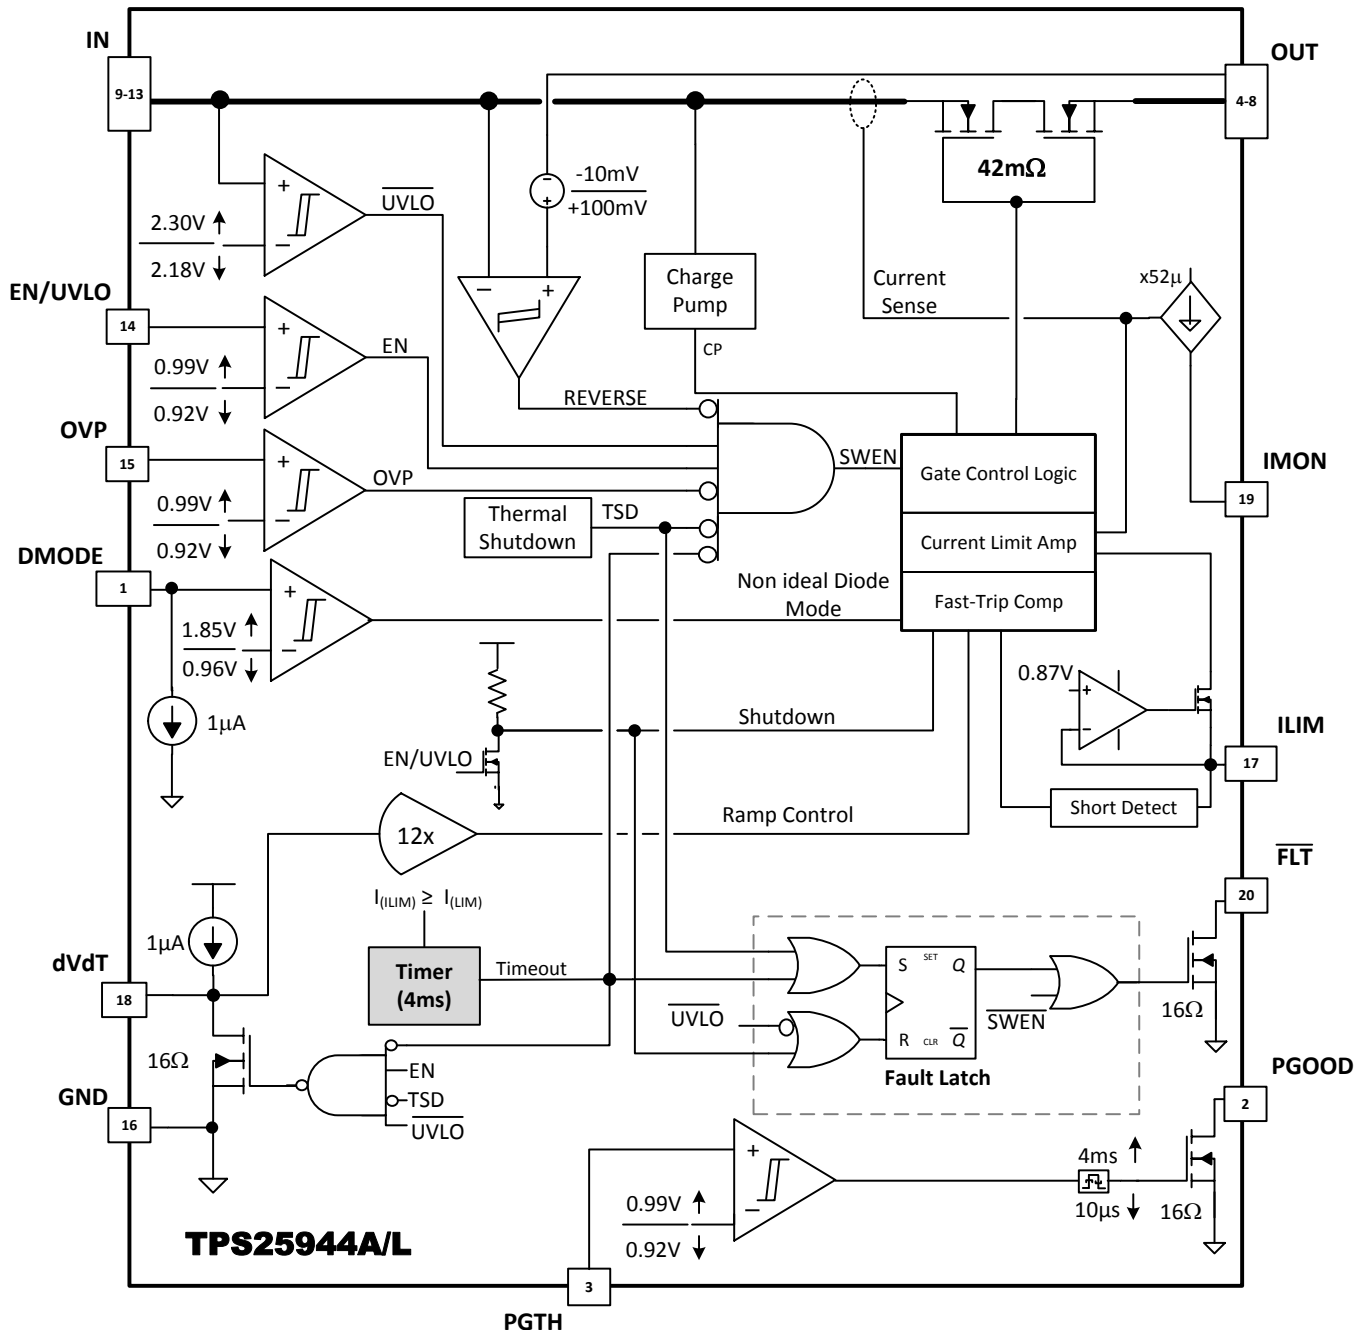 IN
9-13
OUT
4-8
-10mV
+100mV
42mΩ
+
UVLO
2.30V
2.18V
−
−
+
Charge
Pump
CP
Current
Sense
x52µ
EN/UVLO
14
+
EN
0.99V
0.92V
−
REVERSE
OVP
15
+
OVP
0.99V
0.92V
−
Thermal
Shutdown
TSD
SWEN
Gate Control Logic
Current Limit Amp
Fast-Trip Comp
IMON
19
DMODE
1
+
1.85V
0.96V
−
Non ideal Diode
Mode
1µA
0.87V
+
−
ILIM
17
Shutdown
EN/UVLO
Short Detect
12x
Ramp Control
FLT
20
I(ILIM) ≥ I(LIM)
1µA
Timer
(4ms)
Timeout
dVdT
18
S
SET
Q
R
CLR
Q
UVLO
SWEN
Fault Latch
16Ω
16Ω
EN
TSD
UVLO
GND
16
PGOOD
2
+
0.99V
0.92V
−
4ms
10µs
16Ω
TPS25944A/L
3
PGTH